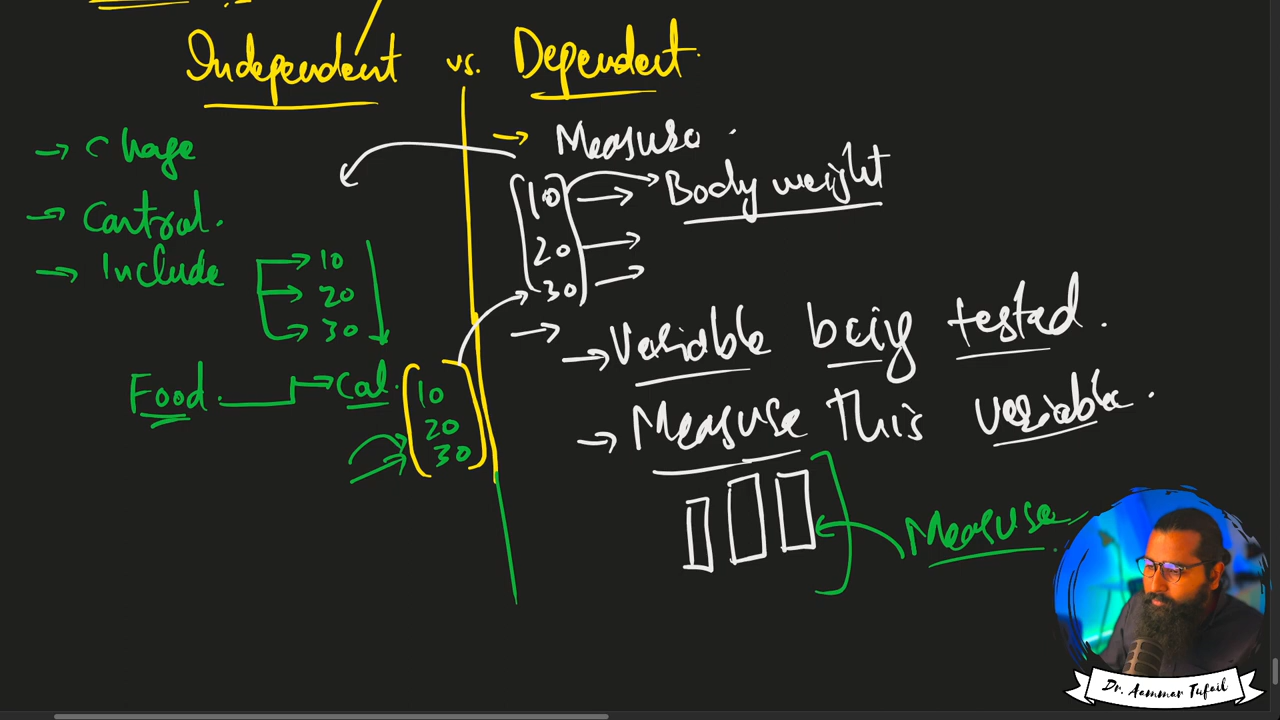 Independent vs. Dependent
→ Chage
→ Control.
→ Include
→ 10
→ 20
→ 30
Food. → Cal.
10
20
30
→ Measure.
10 → Body weight
20 →
30 →
→
→ Variable being tested.
→ Measure this variable.
Measure
Dr. Aammar Tufail